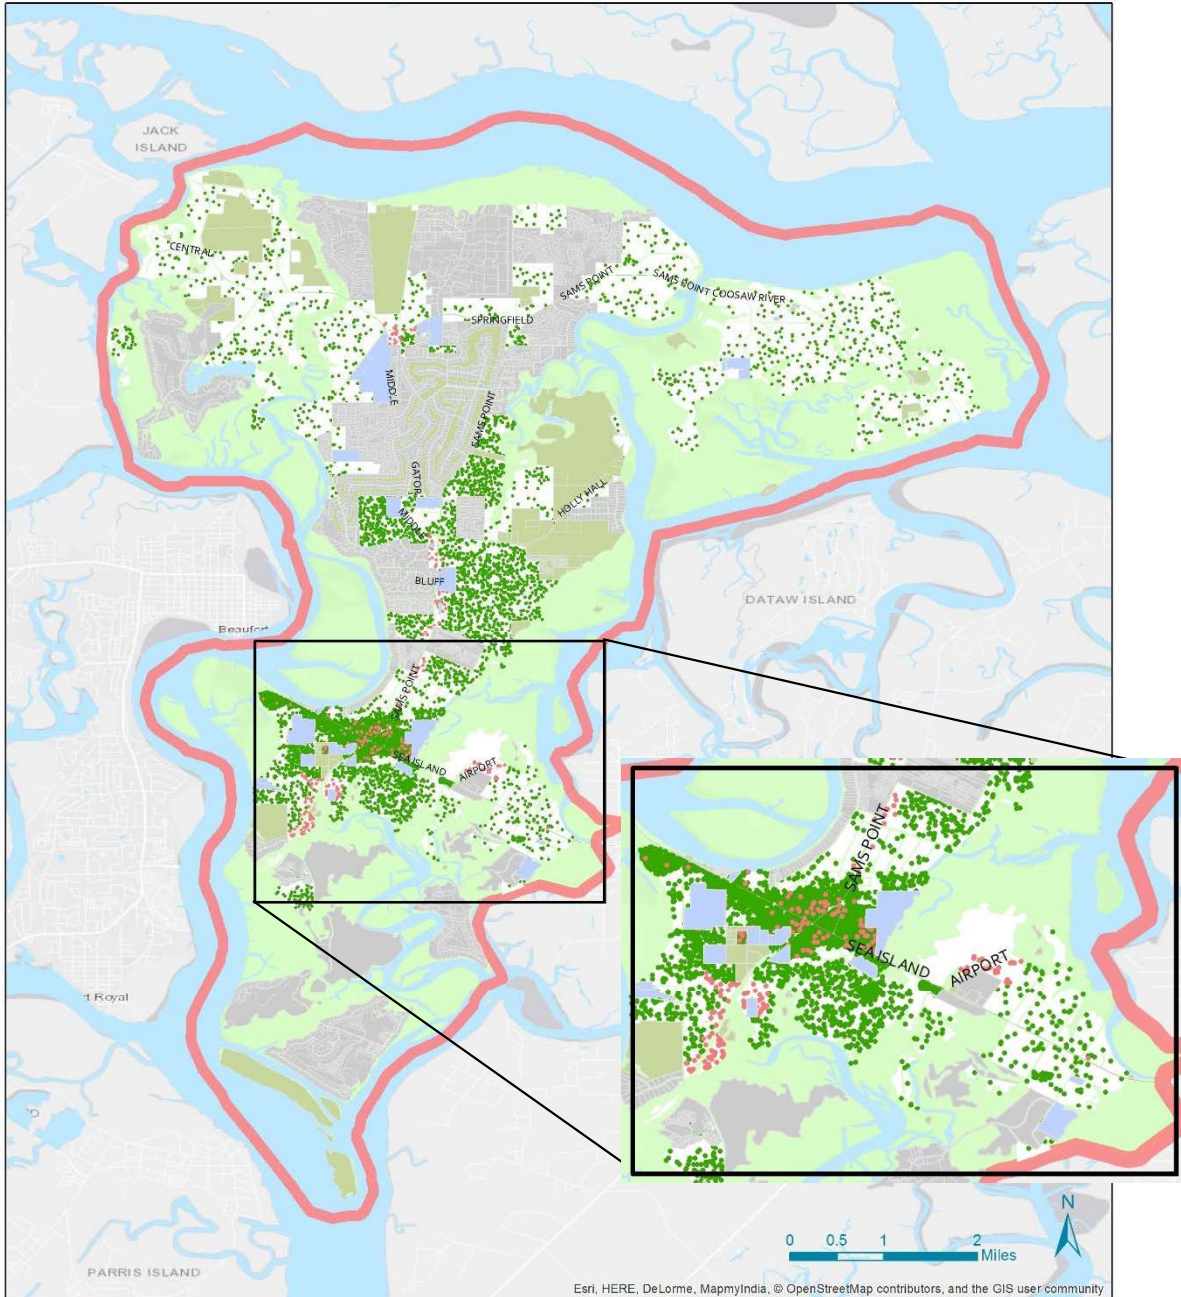 JACK
ISLAND
CENTRAL
SAMS POINT
SAMS POINT COOSAW RIVER
SPRINGFIELD
MIDDLE
SAMS POINT
GATOR
HOLLY HALL
MIDDLE
BLUFF
DATAW ISLAND
Beaufort
SAMS POINT
SEA ISLAND
AIRPORT
SAMS POINT
SEA ISLAND
AIRPORT
rt Royal
PARRIS ISLAND
N
0 0.5 1 2
Miles
Esri, HERE, DeLorme, MapmyIndia, © OpenStreetMap contributors, and the GIS user community